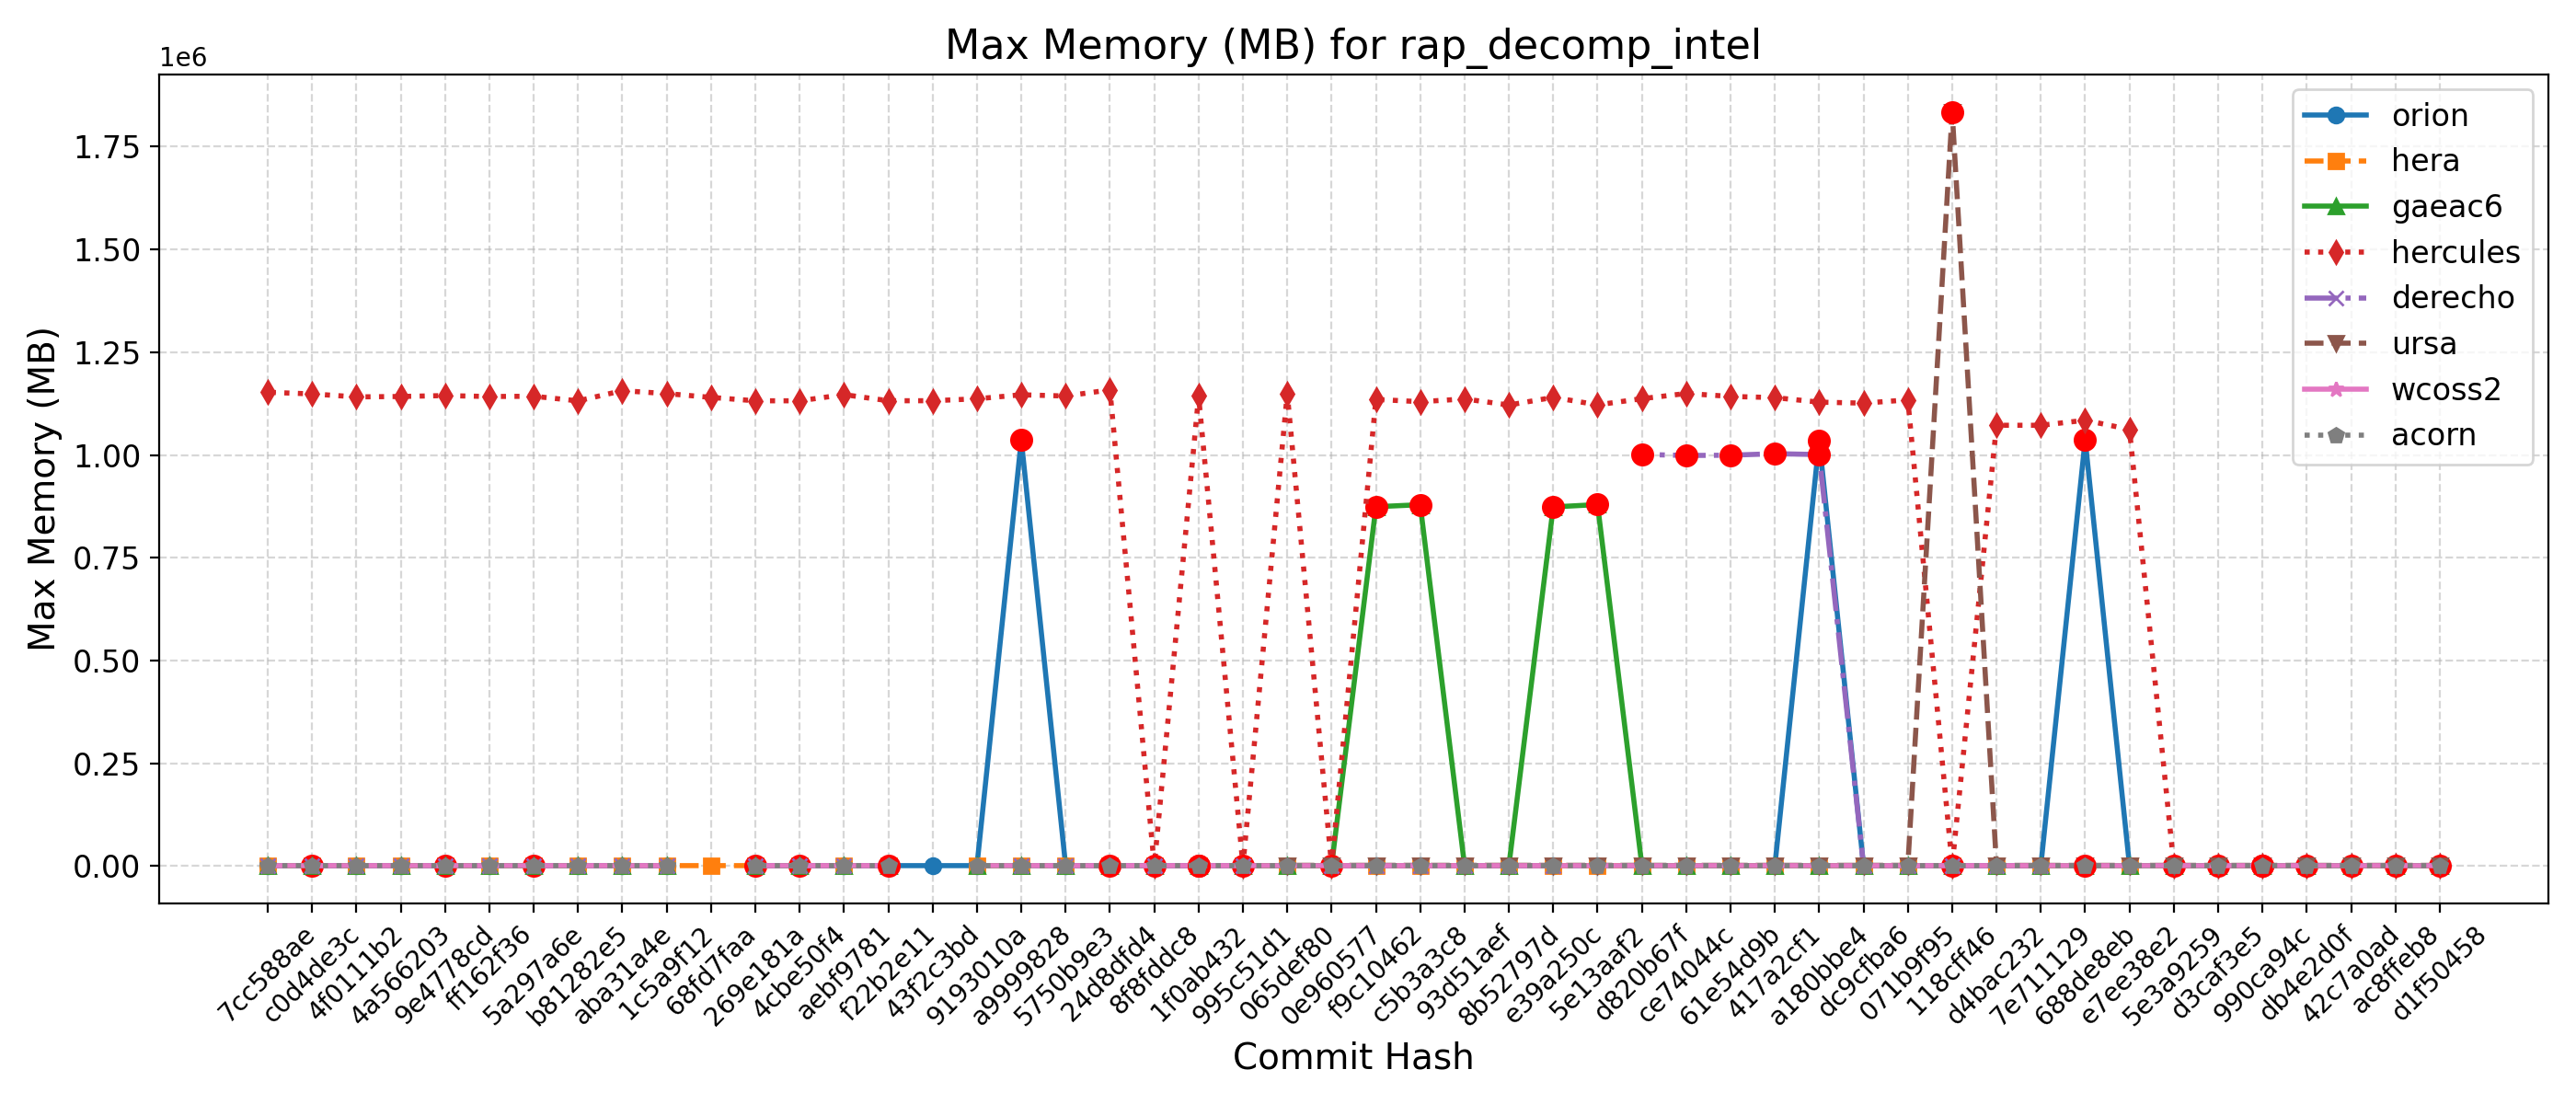 Max Memory (MB) for rap_decomp_intel
1e6
1.75
1.50
1.25
1.00
0.75
0.50
0.25
0.00
Max Memory (MB)
orion
hera
gaeac6
hercules
derecho
ursa
wcoss2
acorn
7cc588ae
c0d4de3c
4f0111b2
4a566203
9e4778cd
ff162f36
5a297a6e
b81282e5
aba31a4e
1c5a9f12
68fd7faa
269e181a
4cbe50f4
aebf9781
f22b2e11
43f2c3bd
9193010a
a9999828
5750b9e3
24d8dfd4
8f8fddc8
1f0ab432
995c51d1
065def80
0e960577
f9c10462
c5b3a3c8
93d51aef
8b52797d
e39a250c
5e13aaf2
d820b67f
ce74044c
61e54d9b
417a2cf1
a180bbe4
dc9cfba6
071b9f95
118cff46
d4bac232
7e711129
688de8eb
e7ee38e2
5e3a9259
d3caf3e5
990ca94c
db4e2d0f
42c7a0ad
ac8ffeb8
d1f50458
Commit Hash